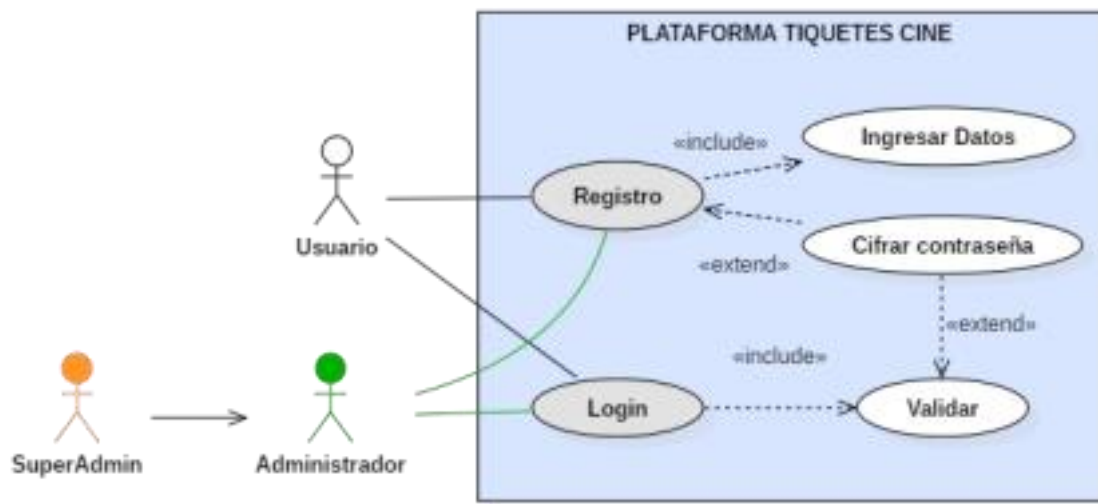 PLATAFORMA TIQUETES CINE
Ingresar Datos
«include»
Registro
Usuario
Cifrar contraseña
«extend»
«extend»
«include»
Login
Validar
SuperAdmin
Administrador